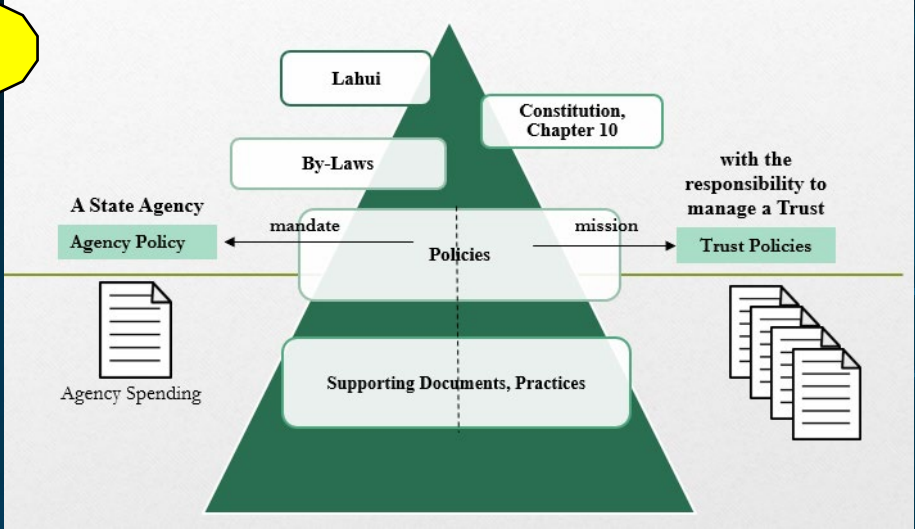 Lahui
Constitution,
Chapter 10
By-Laws
with the
responsibility to
manage a Trust
A State Agency
mandate
mission
Agency Policy
Policies
Trust Policies
Agency Spending
Supporting Documents, Practices